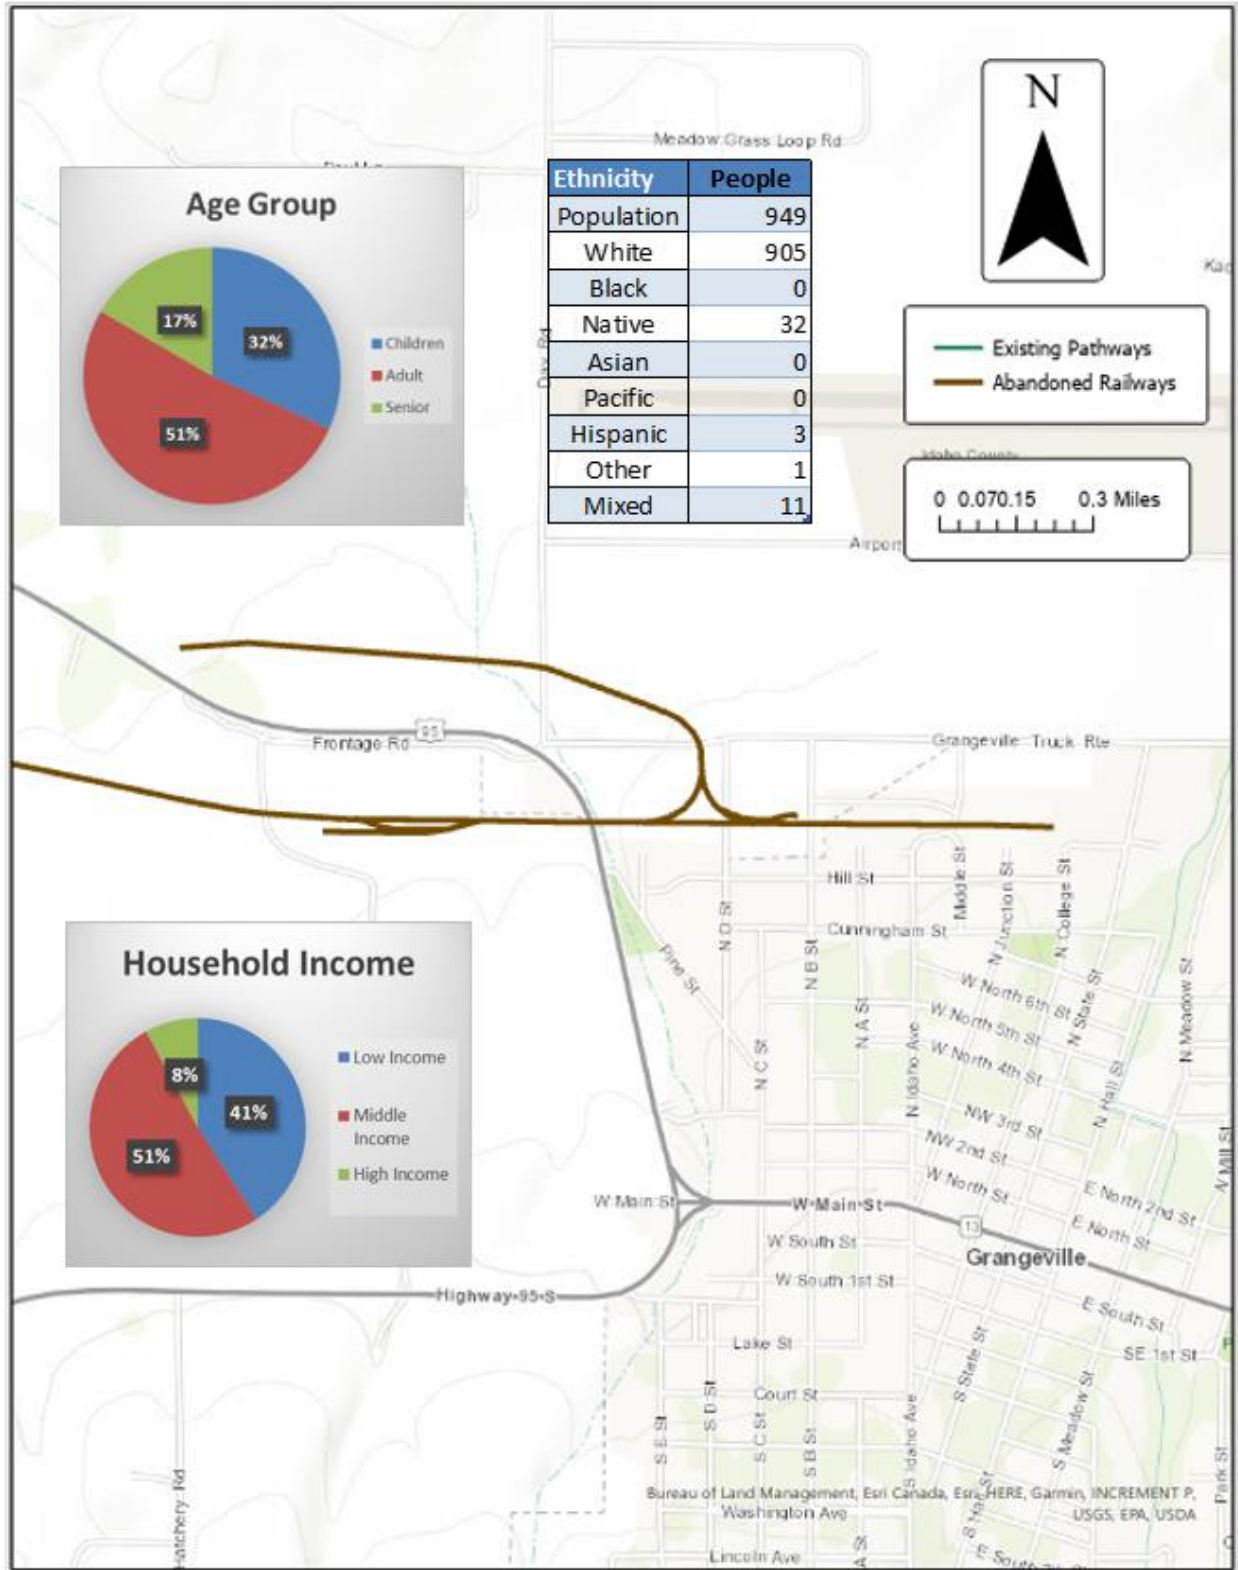 N
Meadow Grass Loop Rd
Age Group
17%
32%
51%
Children
Adult
Senior
Ethnicity People
Population 949
White 905
Black 0
Native 32
Asian 0
Pacific 0
Hispanic 3
Other 1
Mixed 11
Existing Pathways
Abandoned Railways
Idaho County
0 0.070.15 0.3 Miles
Airport
Frontage Rd
95
Grangeville Truck Rte
Hill St
Cunningham St
Middle St
N Junction St
N College St
N D St
N B St
Pine St
W North 6th St
W North 5th St
W North 4th St
N State St
N Meadow St
N A St
N C St
N Idaho Ave
N Hall St
NW 3rd St
NW 2nd St
W North St
E North 2nd St
E North St
N Mill St
Household Income
8%
41%
51%
Low Income
Middle
Income
High Income
W Main St
W Main St
13
W South St
Grangeville
W South 1st St
Highway 95 S
E South St
Lake St
SE 1st St
Court St
S State St
S Meadow St
S E St
S D St
S C St
S B St
S Idaho Ave
Park St
Hatchery Rd
Bureau of Land Management, Esri Canada, Esri, HERE, Garmin, INCREMENT P,
USGS, EPA, USDA
Washington Ave
Lincoln Ave